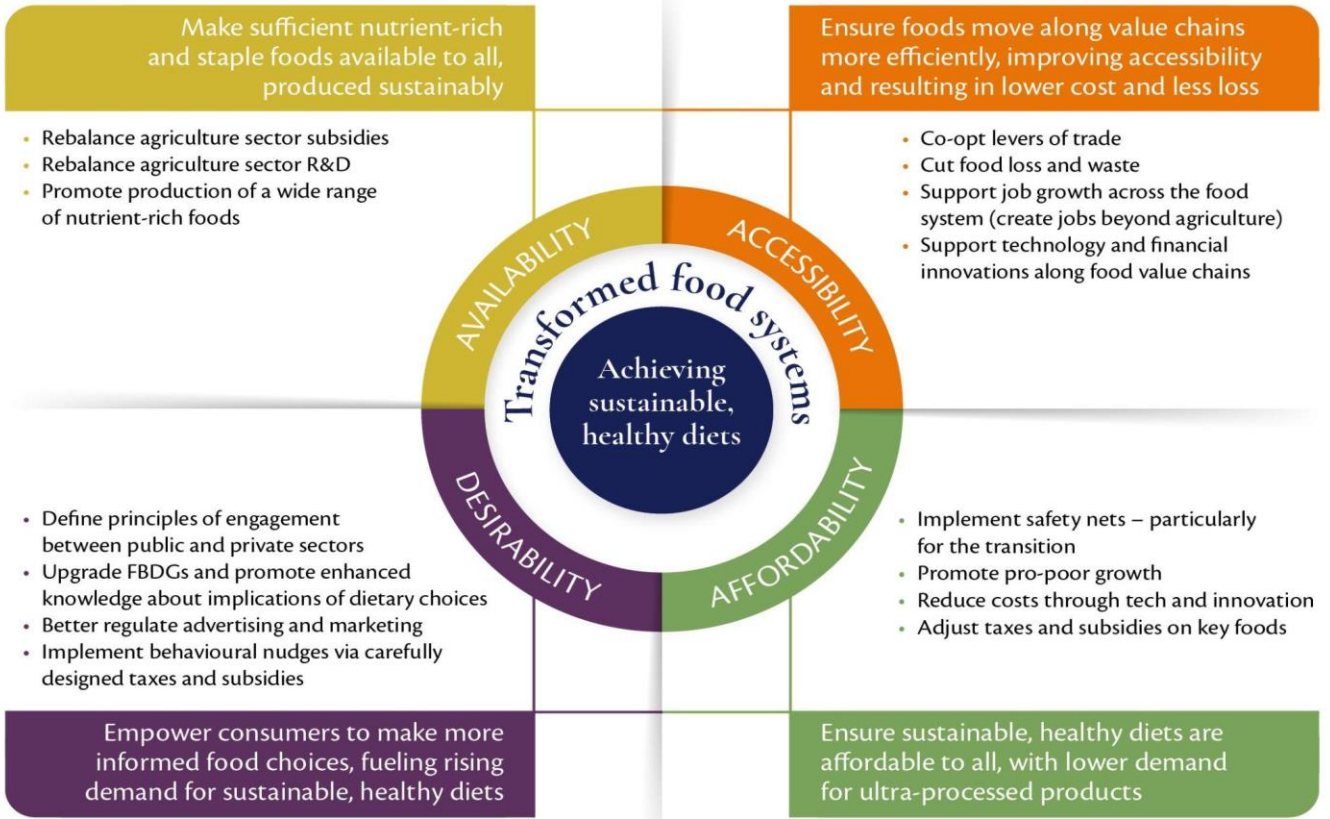 Make sufficient nutrient-rich
and staple foods available to all,
produced sustainably
• Rebalance agriculture sector subsidies
• Rebalance agriculture sector R&D
• Promote production of a wide range
of nutrient-rich foods
Ensure foods move along value chains
more efficiently, improving accessibility
and resulting in lower cost and less loss
• Co-opt levers of trade
• Cut food loss and waste
• Support job growth across the food
system (create jobs beyond agriculture)
• Support technology and financial
innovations along food value chains
AVAILABILITY
ACCESSIBILITY
Transformed food systems
Achieving
sustainable,
healthy diets
DESIRABILITY
AFFORDABILITY
• Define principles of engagement
between public and private sectors
• Upgrade FBDGs and promote enhanced
knowledge about implications of dietary choices
• Better regulate advertising and marketing
• Implement behavioural nudges via carefully
designed taxes and subsidies
Empower consumers to make more
informed food choices, fueling rising
demand for sustainable, healthy diets
• Implement safety nets – particularly
for the transition
• Promote pro-poor growth
• Reduce costs through tech and innovation
• Adjust taxes and subsidies on key foods
Ensure sustainable, healthy diets are
affordable to all, with lower demand
for ultra-processed products